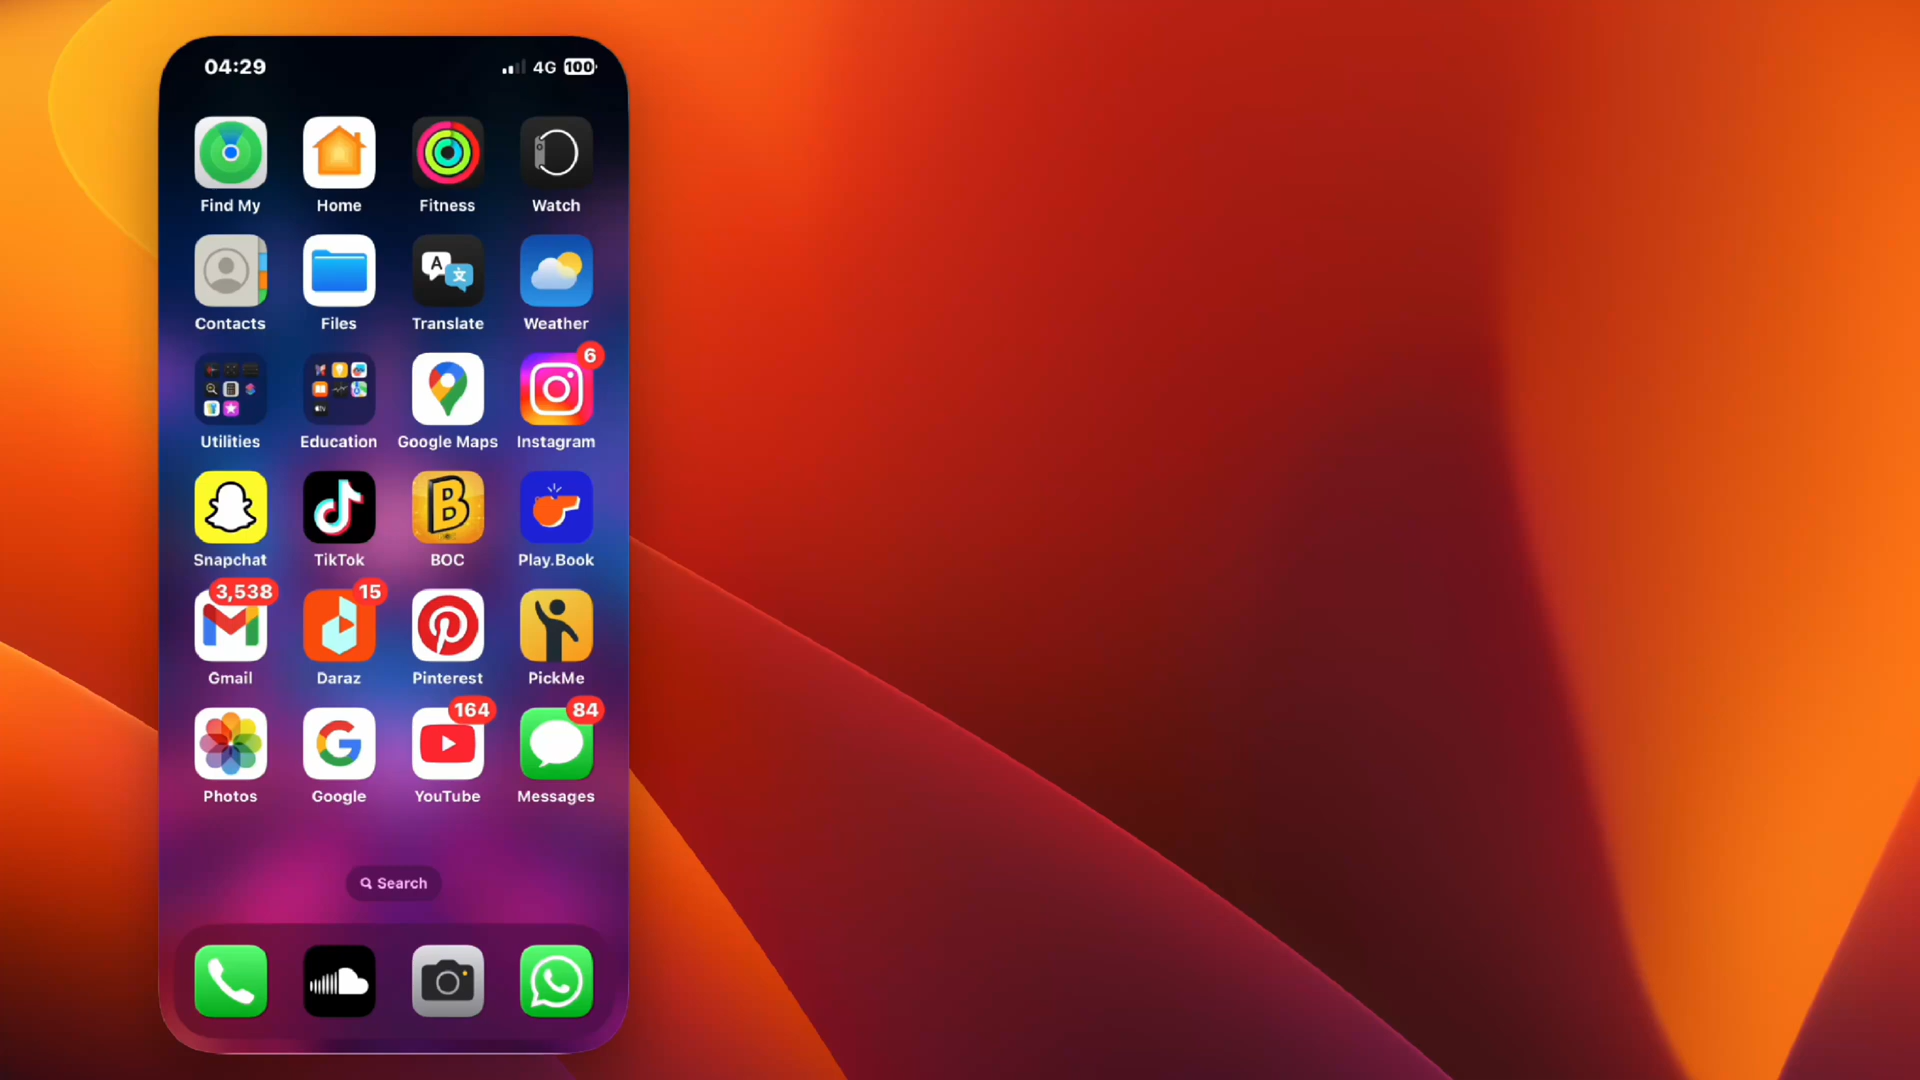 04:29 4G 100
Find My Home Fitness Watch
Contacts Files Translate Weather
6
Utilities Education Google Maps Instagram
Snapchat TikTok BOC Play.Book
3,538 15
Gmail Daraz Pinterest PickMe
164 84
Photos Google YouTube Messages
Search